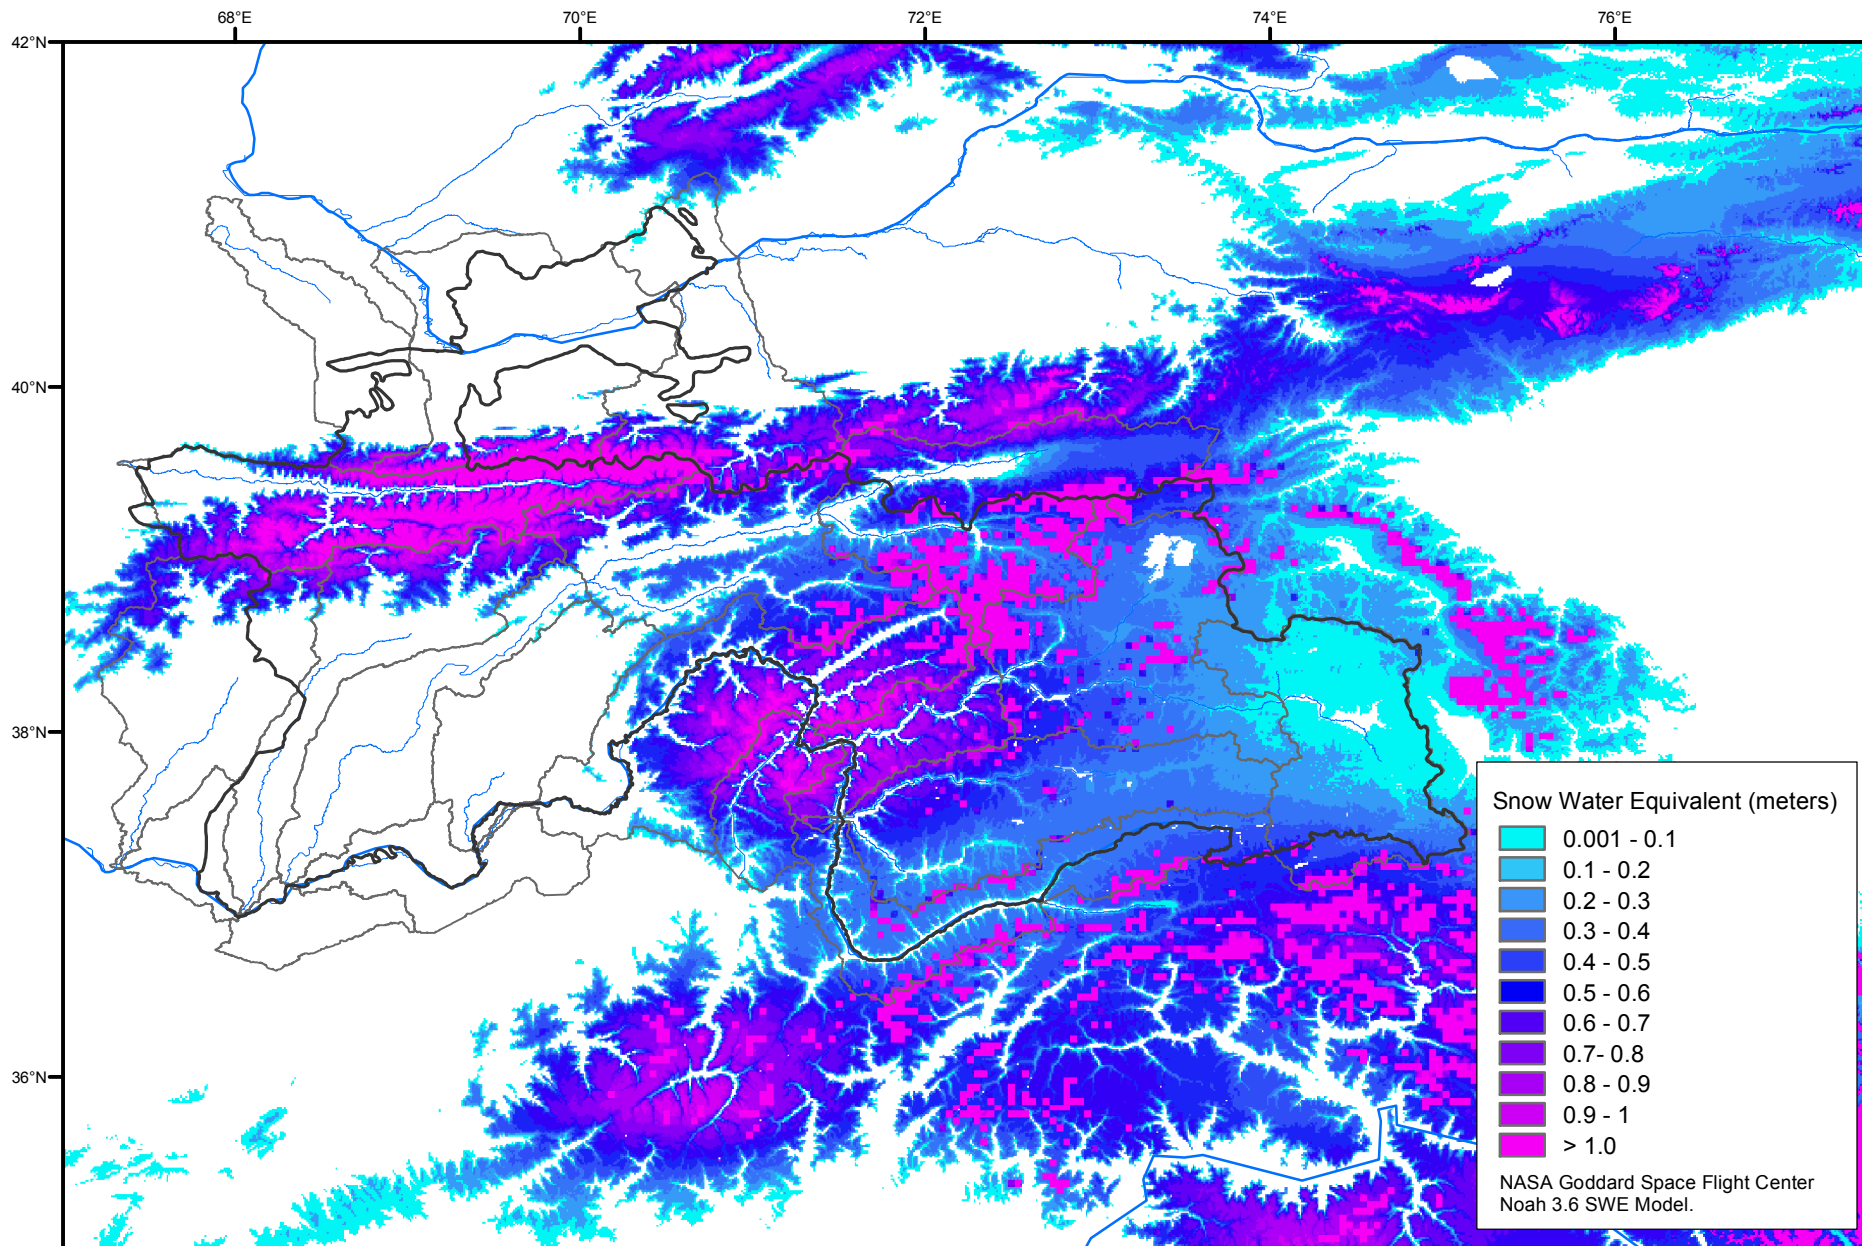 68°E
70°E
72°E
74°E
76°E
42°N
40°N
38°N
36°N
Snow Water Equivalent (meters)
0.001 - 0.1
0.1 - 0.2
0.2 - 0.3
0.3 - 0.4
0.4 - 0.5
0.5 - 0.6
0.6 - 0.7
0.7- 0.8
0.8 - 0.9
0.9 - 1
> 1.0
NASA Goddard Space Flight Center
Noah 3.6 SWE Model.